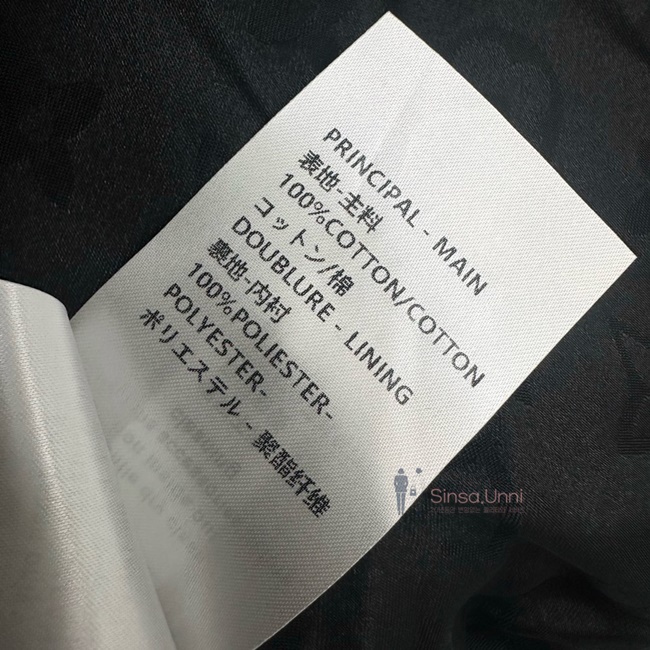 PRINCIPAL - MAIN
表地-主料
100%COTTON/COTTON
コットン/棉
DOUBLURE - LINING
裏地-内衬
100%POLIESTER-
POLYESTER-
ポリエステル - 聚酯纤维
Sinsa,Unni